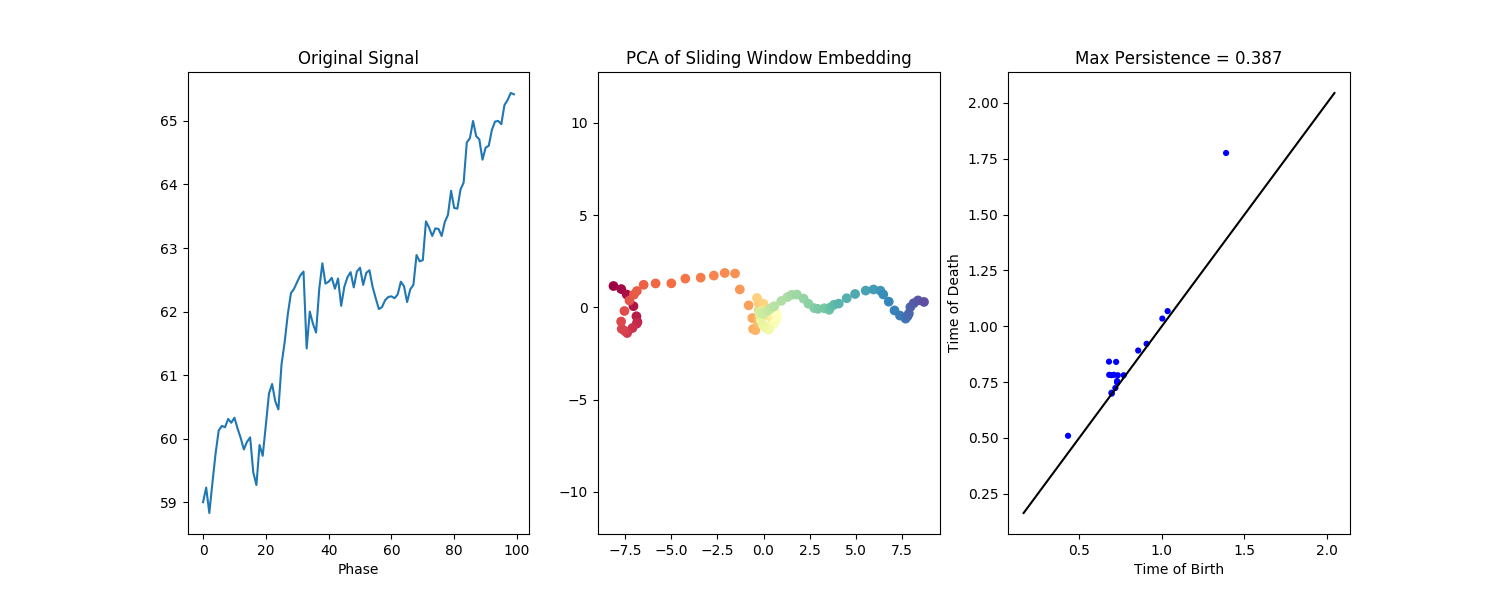 Original Signal
65
64
63
62
61
60
59
0 20 40 60 80 100
Phase
PCA of Sliding Window Embedding
10
5
0
−5
−10
−7.5 −5.0 −2.5 0.0 2.5 5.0 7.5
Max Persistence = 0.387
Time of Death
2.00
1.75
1.50
1.25
1.00
0.75
0.50
0.25
0.5 1.0 1.5 2.0
Time of Birth